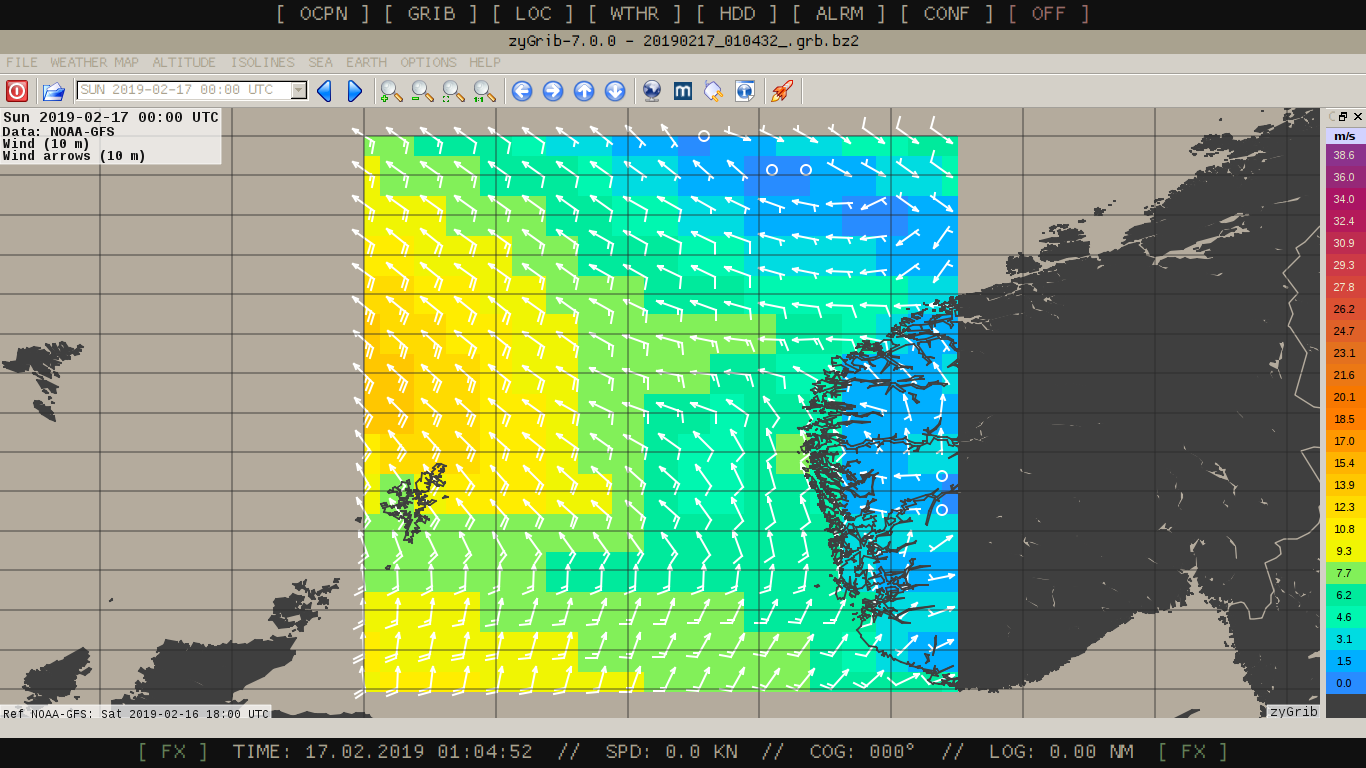 [ OCPN ] [ GRIB ] [ LOC ] [ WTHR ] [ HDD ] [ ALRM ] [ CONF ] [ OFF ]
zyGrib-7.0.0 - 20190217_010432_.grb.bz2
FILE WEATHER MAP ALTITUDE ISOLINES SEA EARTH OPTIONS HELP
SUN 2019-02-17 00:00 UTC
1:1
m
i
Sun 2019-02-17 00:00 UTC
Data: NOAA-GFS
Wind (10 m)
Wind arrows (10 m)
m/s
38.6
36.0
34.0
32.4
30.9
29.3
27.8
26.2
24.7
23.1
21.6
20.1
18.5
17.0
15.4
13.9
12.3
10.8
9.3
7.7
6.2
4.6
3.1
1.5
0.0
Ref NOAA-GFS: Sat 2019-02-16 18:00 UTC
zyGrib
[ FX ] TIME: 17.02.2019 01:04:52 // SPD: 0.0 KN // COG: 000° // LOG: 0.00 NM [ FX ]